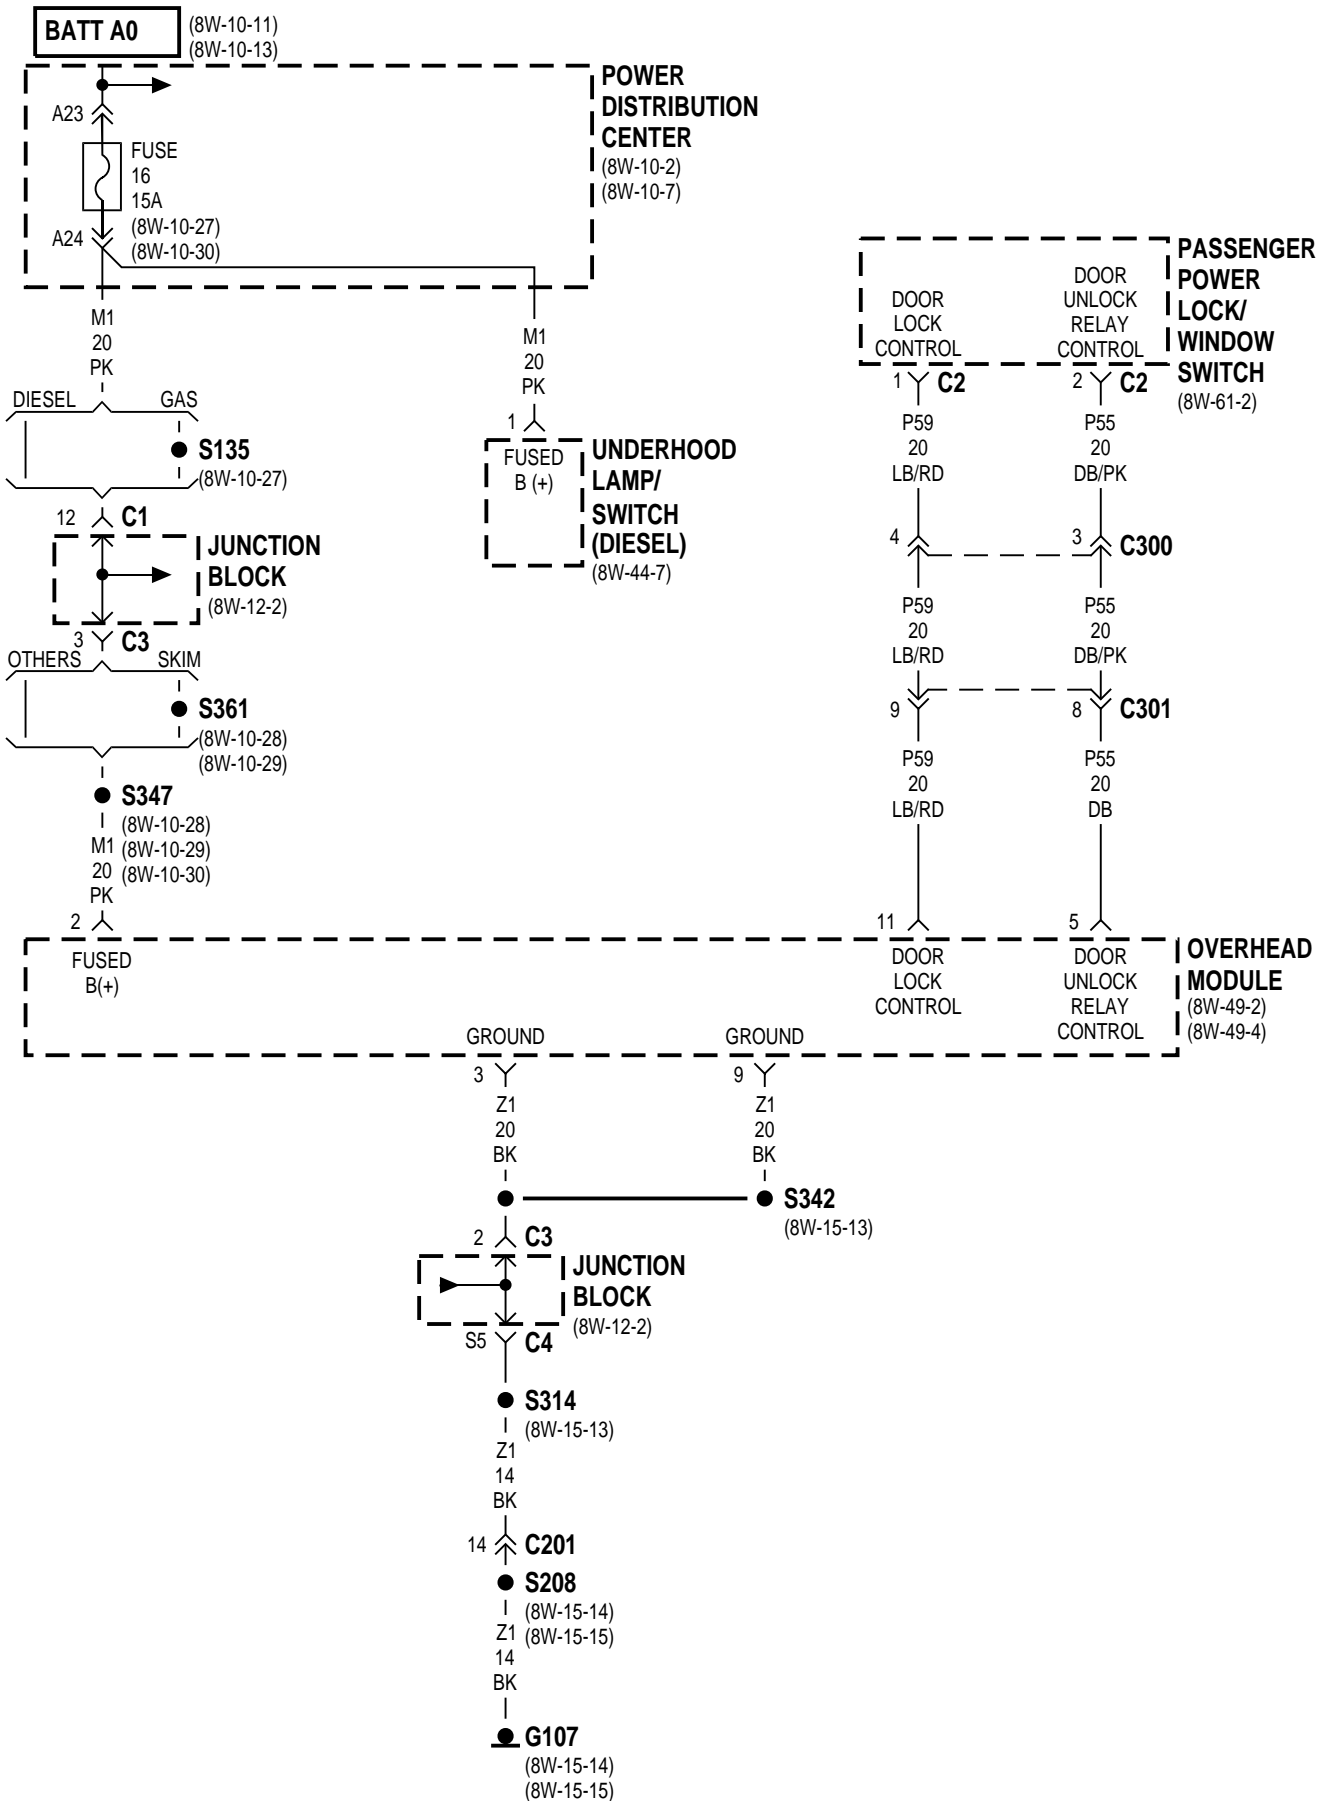 BATT A0
(8W-10-11)
(8W-10-13)
POWER
DISTRIBUTION
CENTER
(8W-10-2)
(8W-10-7)
A23
FUSE
16
15A
(8W-10-27)
(8W-10-30)
A24
M1
20
PK
M1
20
PK
DIESEL
GAS
S135
(8W-10-27)
12
C1
JUNCTION
BLOCK
(8W-12-2)
3
C3
OTHERS
SKIM
S361
(8W-10-28)
(8W-10-29)
S347
(8W-10-28)
(8W-10-29)
(8W-10-30)
M1
20
PK
2
1
FUSED
B (+)
UNDERHOOD
LAMP/
SWITCH
(DIESEL)
(8W-44-7)
PASSENGER
POWER
LOCK/
WINDOW
SWITCH
(8W-61-2)
DOOR
LOCK
CONTROL
DOOR
UNLOCK
RELAY
CONTROL
1
C2
2
C2
P59
20
LB/RD
P55
20
DB/PK
4
3
C300
P59
20
LB/RD
P55
20
DB/PK
9
8
C301
P59
20
LB/RD
P55
20
DB
11
5
OVERHEAD
MODULE
(8W-49-2)
(8W-49-4)
FUSED
B(+)
DOOR
LOCK
CONTROL
DOOR
UNLOCK
RELAY
CONTROL
GROUND
GROUND
3
9
Z1
20
BK
Z1
20
BK
S342
(8W-15-13)
2
C3
JUNCTION
BLOCK
(8W-12-2)
S5
C4
S314
(8W-15-13)
Z1
14
BK
14
C201
S208
(8W-15-14)
(8W-15-15)
Z1
14
BK
G107
(8W-15-14)
(8W-15-15)